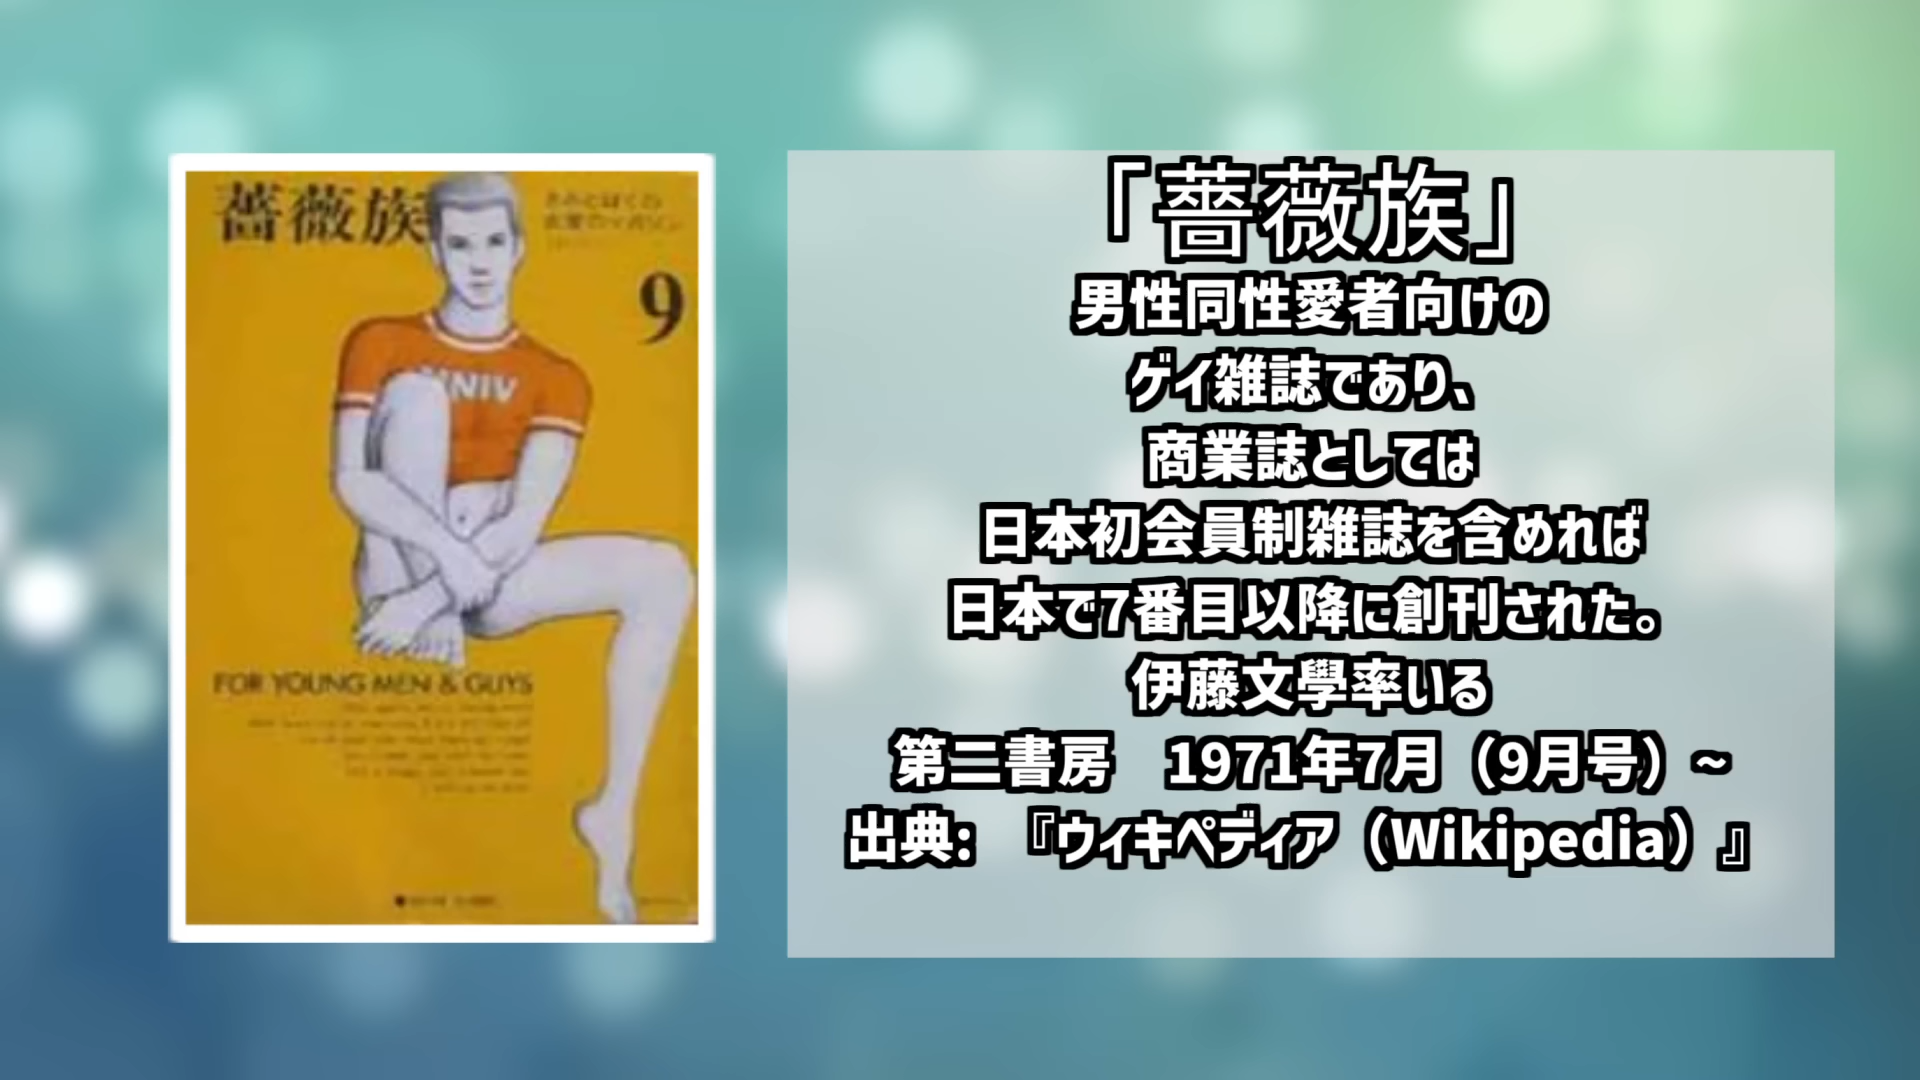 薔薇族
9
UNIV
FOR YOUNG MEN & GUYS
「薔薇族」
男性同性愛者向けの
ゲイ雑誌であり、
商業誌としては
日本初会員制雑誌を含めれば
日本で7番目以降に創刊された。
伊藤文學率いる
第二書房　1971年7月（9月号）~
出典:　『ウィキペディア（Wikipedia）』